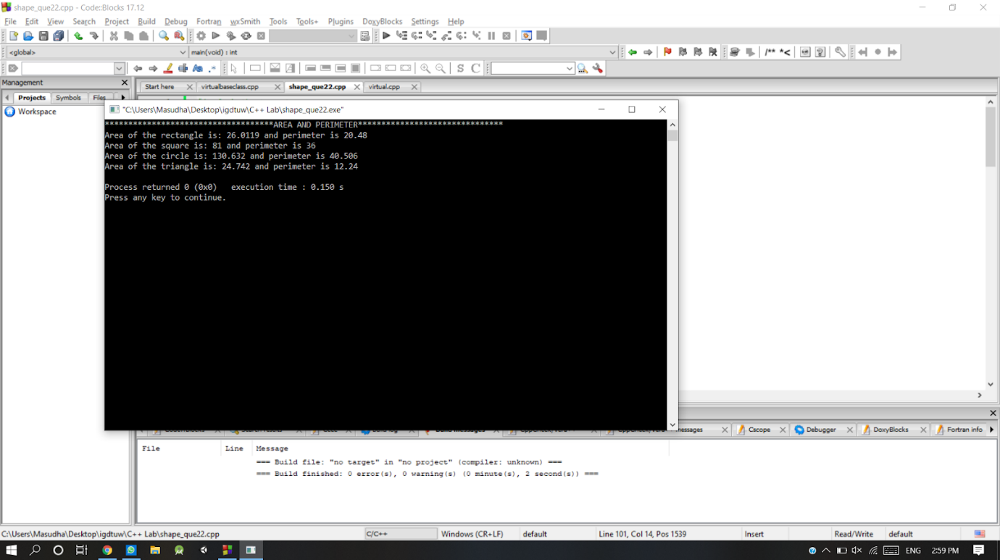 shape_que22.cpp - Code::Blocks 17.12
File Edit View Search Project Build Debug Fortran wxSmith Tools Tools+ Plugins DoxyBlocks Settings Help
<global> main(void) : int
/** *<
S C
Management
Projects Symbols Files
Start here virtualbaseclass.cpp shape_que22.cpp virtual.cpp
Workspace
"C:\Users\Masudha\Desktop\igdtuw\C++ Lab\shape_que22.exe"
************************************AREA AND PERIMETER*******************************
Area of the rectangle is: 26.0119 and perimeter is 20.48
Area of the square is: 81 and perimeter is 36
Area of the circle is: 130.632 and perimeter is 40.506
Area of the triangle is: 24.742 and perimeter is 12.24
Process returned 0 (0x0) execution time : 0.150 s
Press any key to continue.
messages Cscope Debugger DoxyBlocks Fortran info
File Line Message
=== Build file: "no target" in "no project" (compiler: unknown) ===
=== Build finished: 0 error(s), 0 warning(s) (0 minute(s), 2 second(s)) ===
C:\Users\Masudha\Desktop\igdtuw\C++ Lab\shape_que22.cpp C/C++ Windows (CR+LF) default Line 101, Col 14, Pos 1539 Insert Read/Write default
ENG 2:59 PM